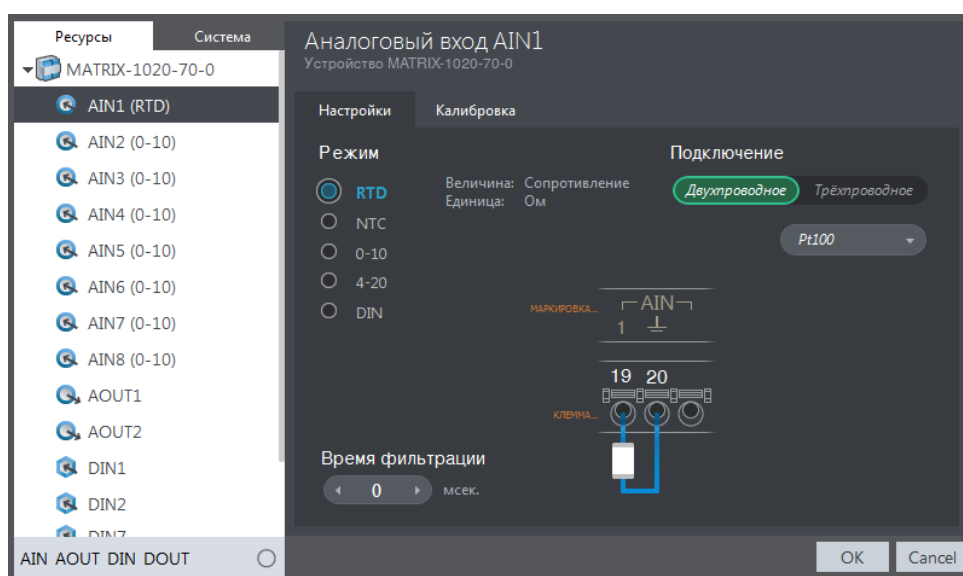 Ресурсы Система
MATRIX-1020-70-0
AIN1 (RTD)
AIN2 (0-10)
AIN3 (0-10)
AIN4 (0-10)
AIN5 (0-10)
AIN6 (0-10)
AIN7 (0-10)
AIN8 (0-10)
AOUT1
AOUT2
DIN1
DIN2
DIN7
AIN AOUT DIN DOUT
Аналоговый вход AIN1
Устройство MATRIX-1020-70-0
Настройки Калибровка
Режим
RTD
NTC
0-10
4-20
DIN
Величина: Сопротивление
Единица: Ом
Подключение
Двухпроводное Трёхпроводное
Pt100
МАРКИРОВКА... AIN
1
19 20
КЛЕММА...
Время фильтрации
0 мсек.
OK Cancel